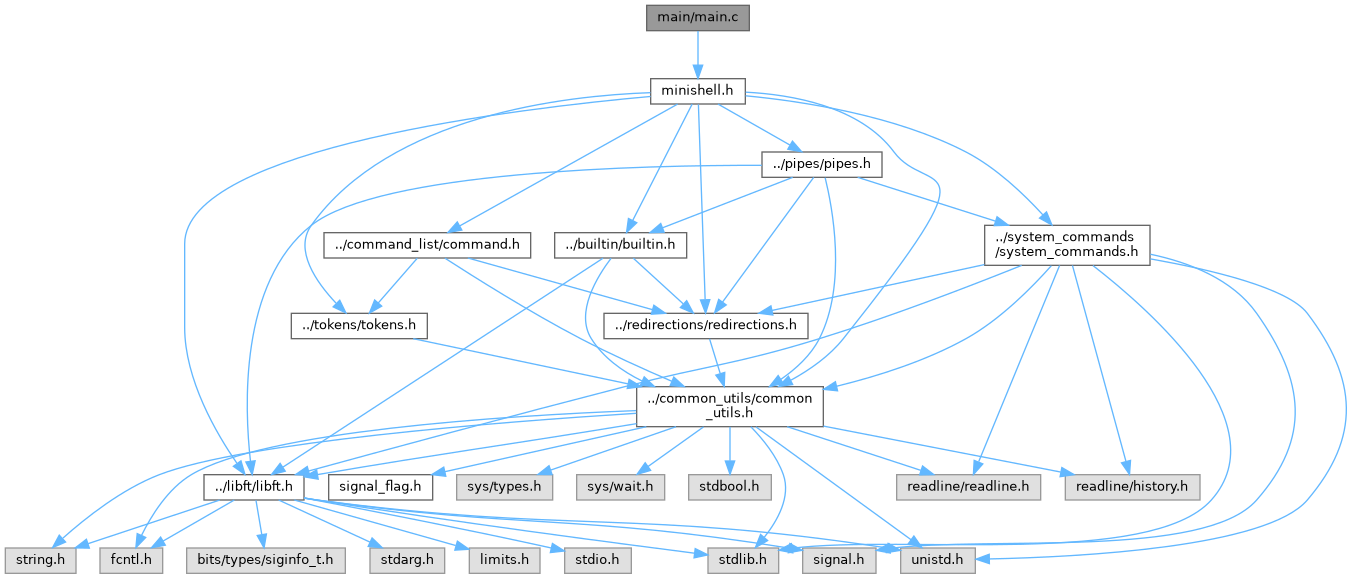 main/main.c
minishell.h
../pipes/pipes.h
../command_list/command.h
../builtin/builtin.h
../system_commands
/system_commands.h
../tokens/tokens.h
../redirections/redirections.h
../common_utils/common
_utils.h
../libft/libft.h
signal_flag.h
sys/types.h
sys/wait.h
stdbool.h
readline/readline.h
readline/history.h
string.h
fcntl.h
bits/types/siginfo_t.h
stdarg.h
limits.h
stdio.h
stdlib.h
signal.h
unistd.h